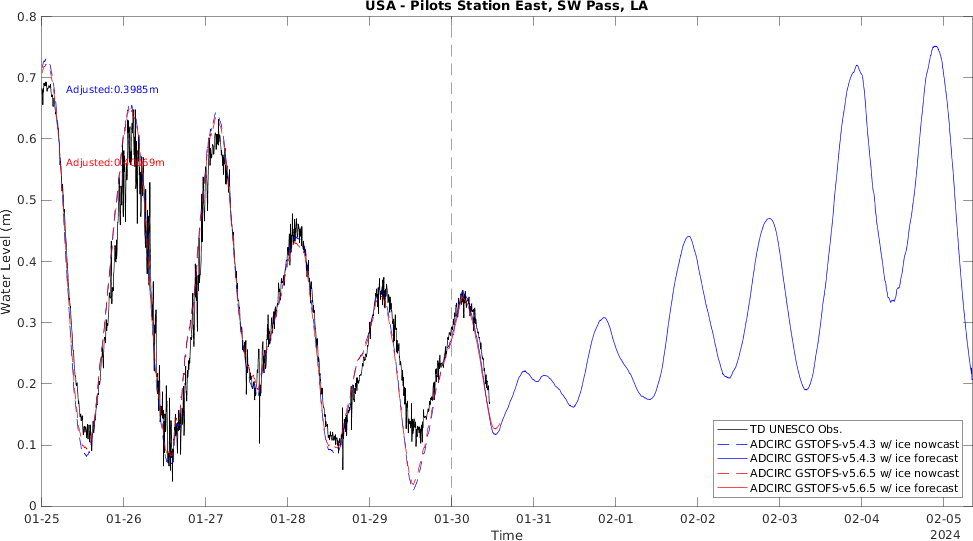 USA - Pilots Station East, SW Pass, LA
0.8
0.7
0.6
0.5
0.4
0.3
0.2
0.1
0
Water Level (m)
Adjusted:0.3985m
01-25
01-26
01-27
01-28
01-29
01-30
01-31
02-01
02-02
02-03
02-04
02-05
2024
Time
TD UNESCO Obs.
ADCIRC GSTOFS-v5.4.3 w/ ice nowcast
ADCIRC GSTOFS-v5.4.3 w/ ice forecast
ADCIRC GSTOFS-v5.6.5 w/ ice nowcast
ADCIRC GSTOFS-v5.6.5 w/ ice forecast